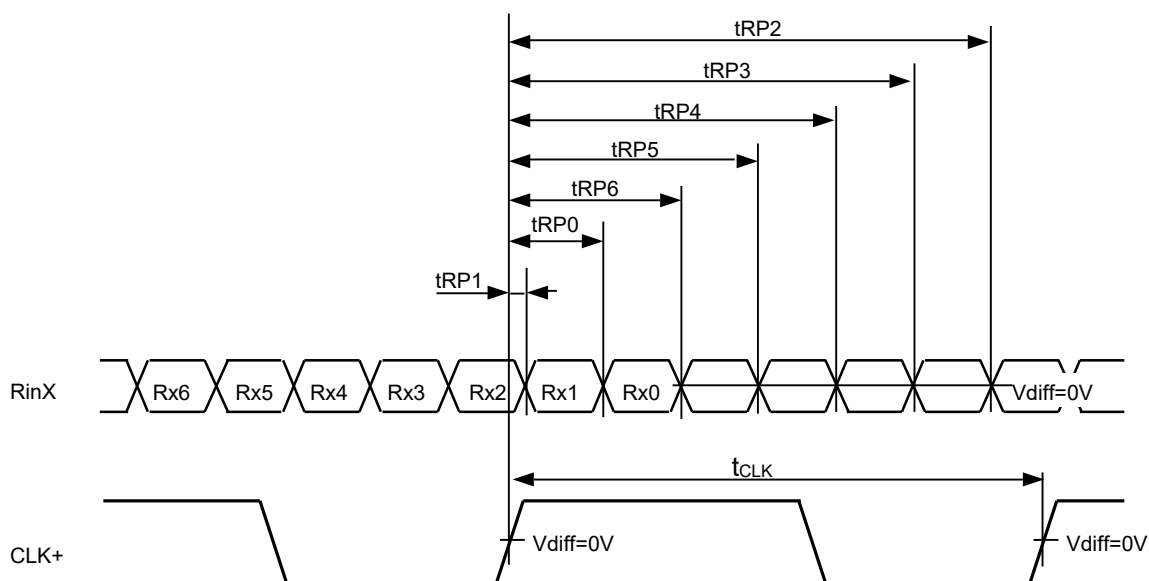 tRP2
tRP3
tRP4
tRP5
tRP6
tRP0
tRP1
RinX Rx6 Rx5 Rx4 Rx3 Rx2 Rx1 Rx0 Vdiff=0V
tCLK
CLK+ Vdiff=0V Vdiff=0V